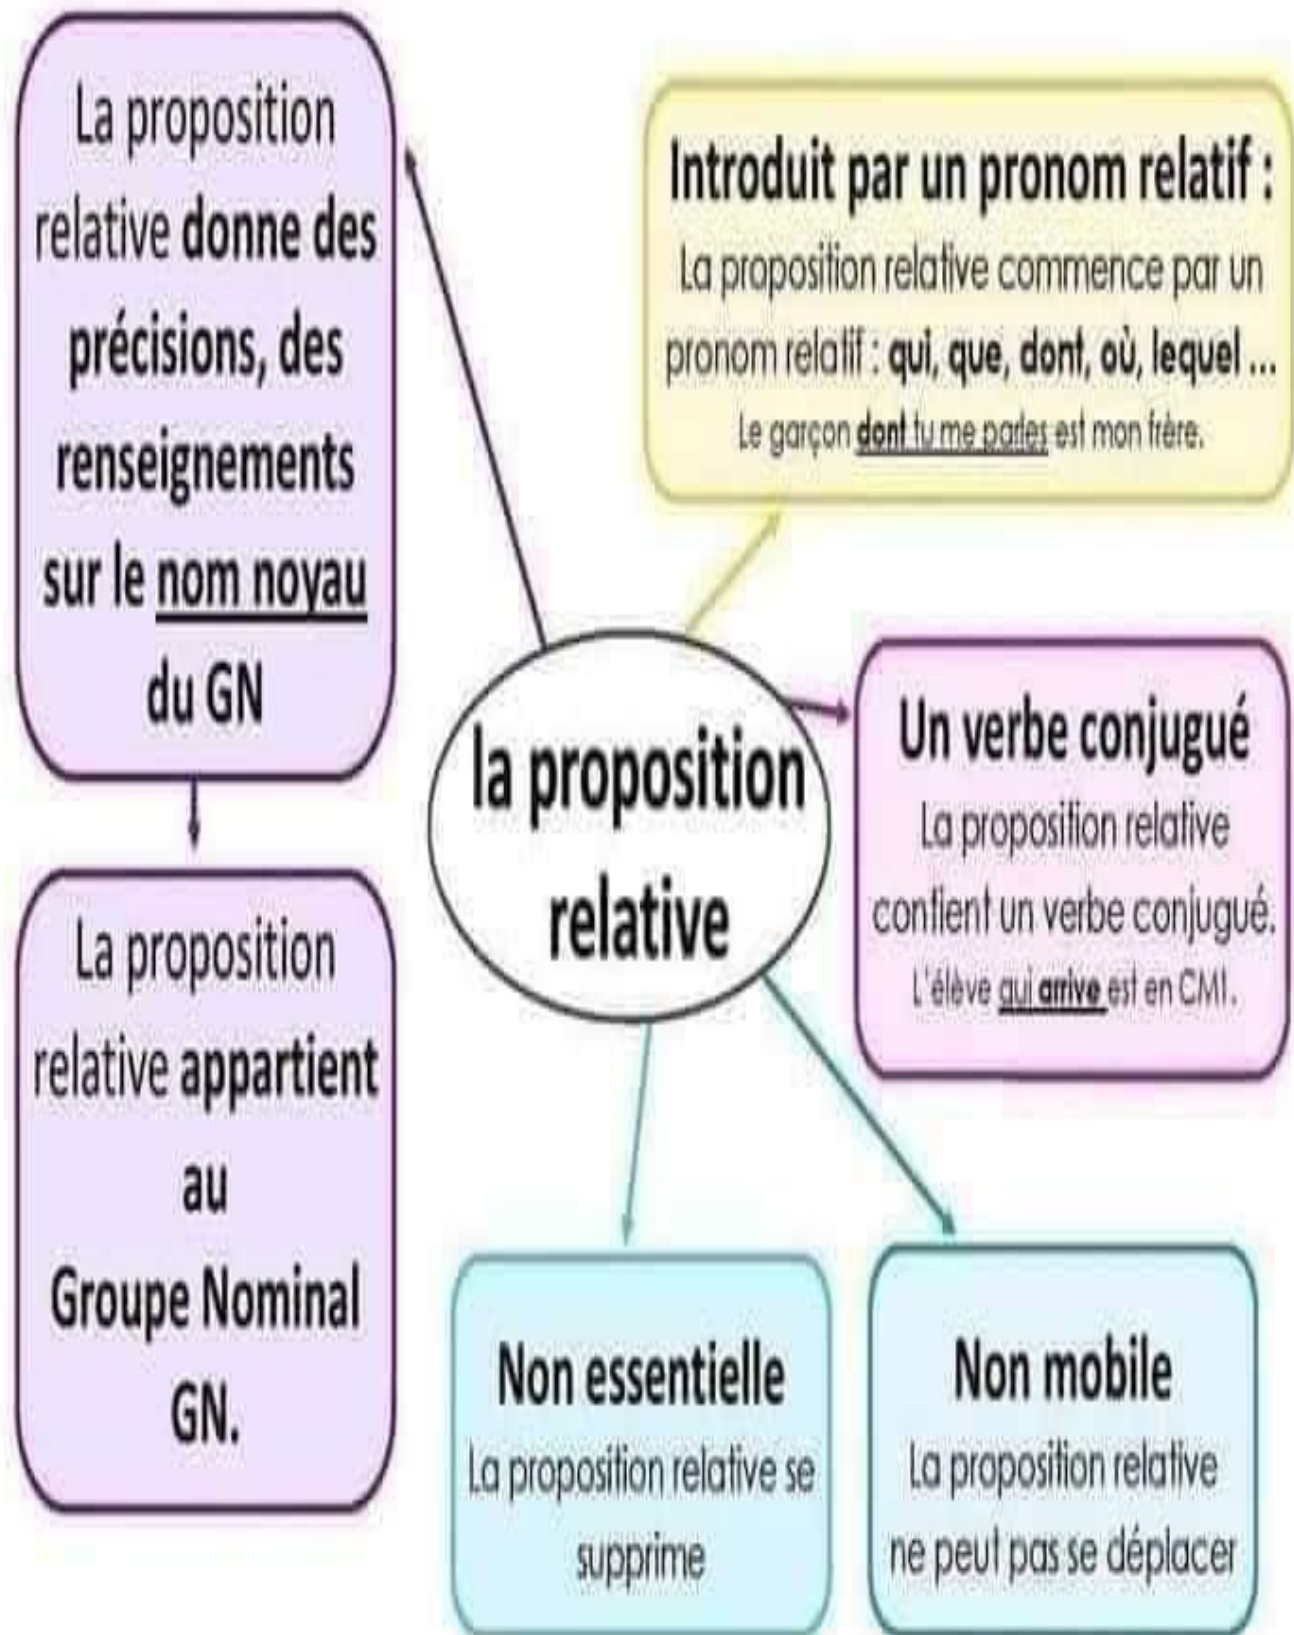 La proposition
relative donne des
précisions, des
renseignements
sur le nom noyau
du GN
Introduit par un pronom relatif :
La proposition relative commence par un
pronom relatif : qui, que, dont, où, lequel ...
Le garçon dont tu me parles est mon frère.
la proposition
relative
Un verbe conjugué
La proposition relative
contient un verbe conjugué.
L'élève qui arrive est en CM1.
La proposition
relative appartient
au
Groupe Nominal
GN.
Non essentielle
La proposition relative se
supprime
Non mobile
La proposition relative
ne peut pas se déplacer